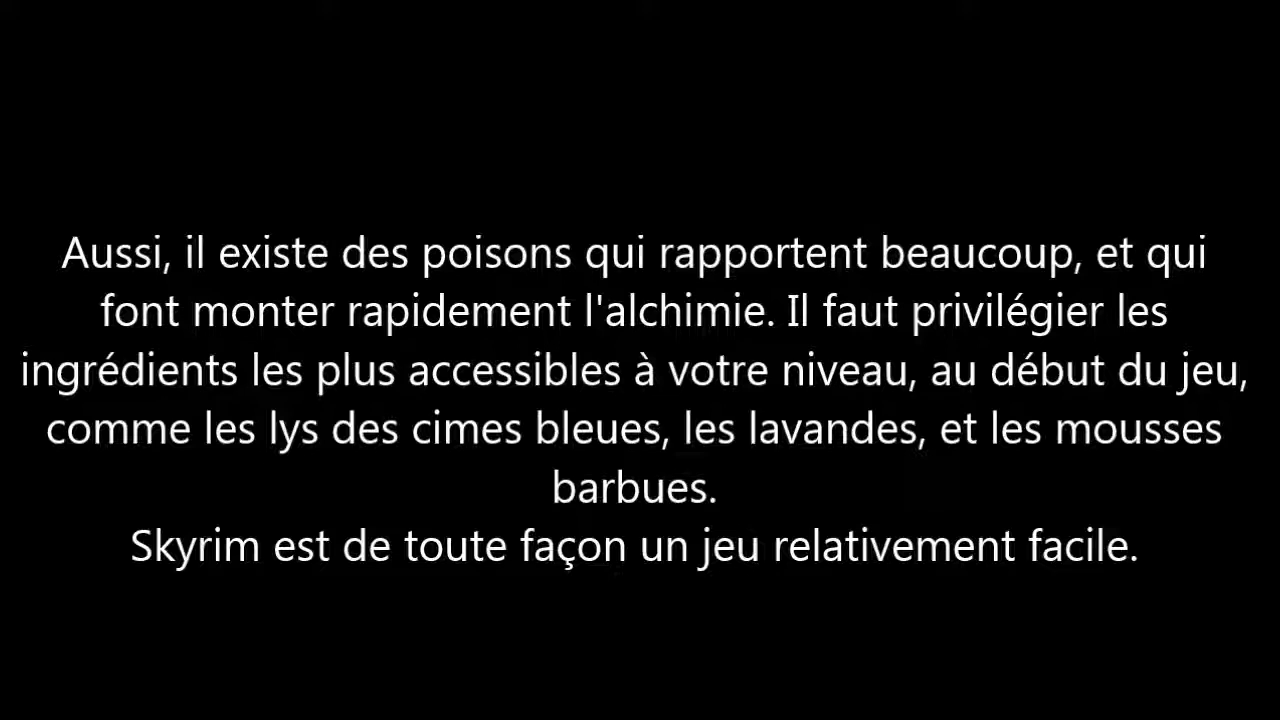 Aussi, il existe des poisons qui rapportent beaucoup, et qui
font monter rapidement l'alchimie. Il faut privilégier les
ingrédients les plus accessibles à votre niveau, au début du jeu,
comme les lys des cimes bleues, les lavandes, et les mousses
barbues.
Skyrim est de toute façon un jeu relativement facile.